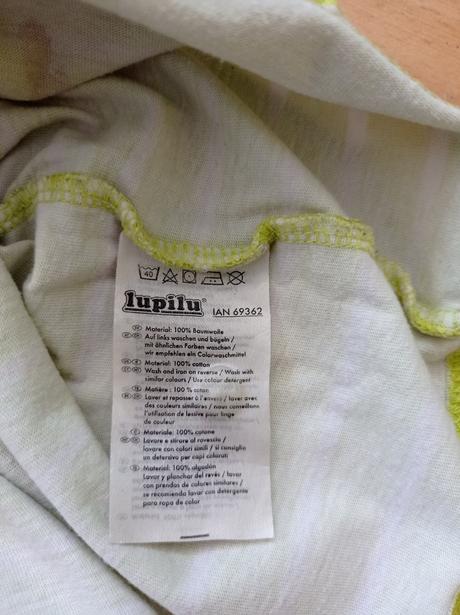 40
lupilu® IAN 69362
Material: 100% Baumwolle
Auf links waschen und bügeln /
mit ähnlichen Farben waschen /
wir empfehlen ein Colorwaschmittel
Material: 100% cotton
Wash and iron on reverse / Wash with
similar colours / Use colour detergent
Matière : 100 % coton
Laver et repasser à l'envers / laver avec
des couleurs similaires / nous conseillons
l'utilisation de lessive pour linge
de couleur
Materiale: 100% cotone
Lavare e stirare al rovescio /
lavare con colori simili / si consiglia
un detersivo per capi colorati
Material: 100% algodón
Lavar y planchar del revés / lavar
con prendas de colores similares /
se recomienda lavar con detergente
para ropa de color